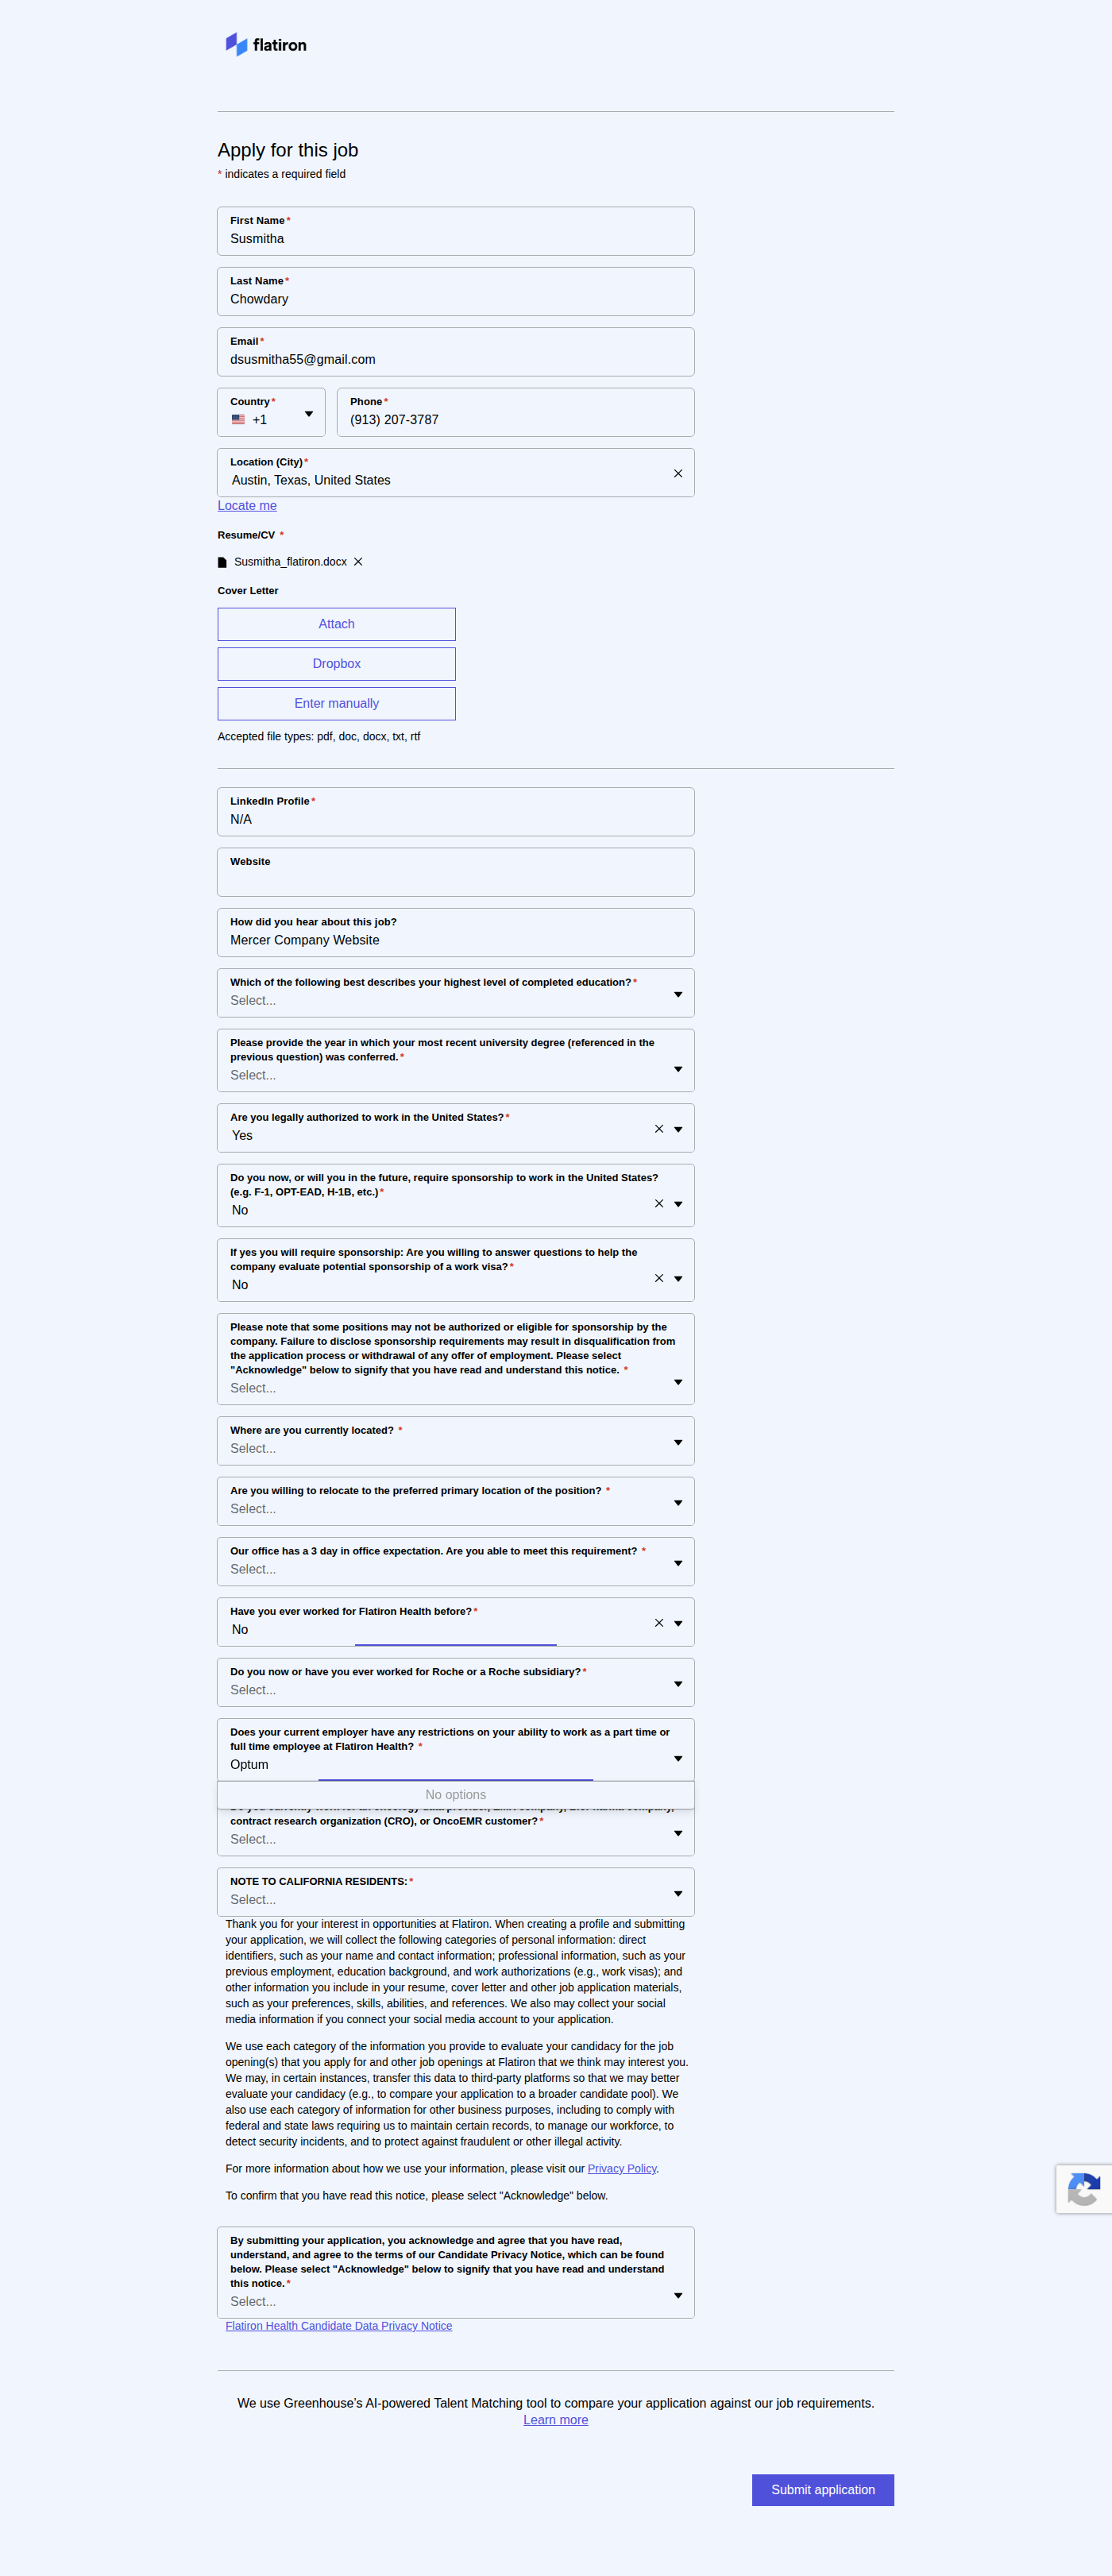 flatiron
Apply for this job
* indicates a required field
First Name*
Susmitha
Last Name*
Chowdary
Email*
dsusmitha55@gmail.com
Country*
+1
Phone*
(913) 207-3787
Location (City)*
Austin, Texas, United States
Locate me
Resume/CV *
Susmitha_flatiron.docx
Cover Letter
Attach
Dropbox
Enter manually
Accepted file types: pdf, doc, docx, txt, rtf
LinkedIn Profile*
N/A
Website
How did you hear about this job?
Mercer Company Website
Which of the following best describes your highest level of completed education?*
Select...
Please provide the year in which your most recent university degree (referenced in the
previous question) was conferred.*
Select...
Are you legally authorized to work in the United States?*
Yes
Do you now, or will you in the future, require sponsorship to work in the United States?
(e.g. F-1, OPT-EAD, H-1B, etc.)*
No
If yes you will require sponsorship: Are you willing to answer questions to help the
company evaluate potential sponsorship of a work visa?*
No
Please note that some positions may not be authorized or eligible for sponsorship by the
company. Failure to disclose sponsorship requirements may result in disqualification from
the application process or withdrawal of any offer of employment. Please select
"Acknowledge" below to signify that you have read and understand this notice. *
Select...
Where are you currently located? *
Select...
Are you willing to relocate to the preferred primary location of the position? *
Select...
Our office has a 3 day in office expectation. Are you able to meet this requirement? *
Select...
Have you ever worked for Flatiron Health before?*
No
Do you now or have you ever worked for Roche or a Roche subsidiary?*
Select...
Does your current employer have any restrictions on your ability to work as a part time or
full time employee at Flatiron Health? *
Optum
No options
contract research organization (CRO), or OncoEMR customer?*
Select...
NOTE TO CALIFORNIA RESIDENTS:*
Select...
Thank you for your interest in opportunities at Flatiron. When creating a profile and submitting
your application, we will collect the following categories of personal information: direct
identifiers, such as your name and contact information; professional information, such as your
previous employment, education background, and work authorizations (e.g., work visas); and
other information you include in your resume, cover letter and other job application materials,
such as your preferences, skills, abilities, and references. We also may collect your social
media information if you connect your social media account to your application.
We use each category of the information you provide to evaluate your candidacy for the job
opening(s) that you apply for and other job openings at Flatiron that we think may interest you.
We may, in certain instances, transfer this data to third-party platforms so that we may better
evaluate your candidacy (e.g., to compare your application to a broader candidate pool). We
also use each category of information for other business purposes, including to comply with
federal and state laws requiring us to maintain certain records, to manage our workforce, to
detect security incidents, and to protect against fraudulent or other illegal activity.
For more information about how we use your information, please visit our Privacy Policy.
To confirm that you have read this notice, please select "Acknowledge" below.
By submitting your application, you acknowledge and agree that you have read,
understand, and agree to the terms of our Candidate Privacy Notice, which can be found
below. Please select "Acknowledge" below to signify that you have read and understand
this notice.*
Select...
Flatiron Health Candidate Data Privacy Notice
We use Greenhouse’s AI-powered Talent Matching tool to compare your application against our job requirements.
Learn more
Submit application